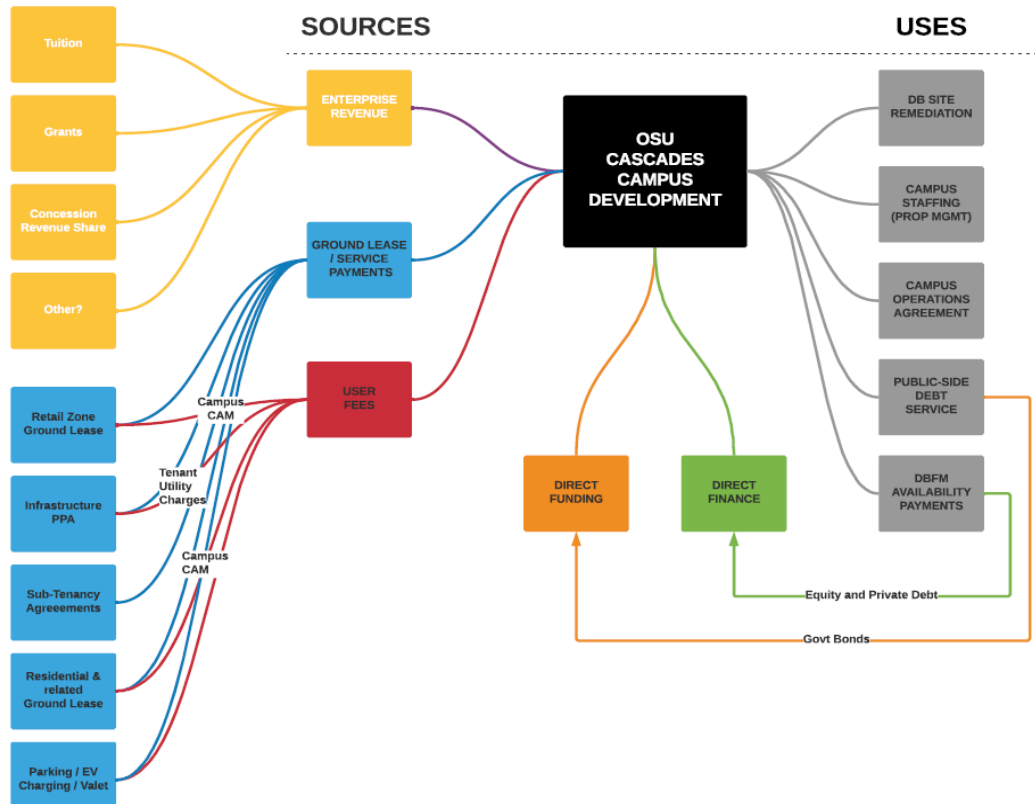 SOURCES
USES
Tuition
Grants
Concession
Revenue Share
Other?
Retail Zone
Ground Lease
Infrastructure
PPA
Sub-Tenancy
Agreeements
Residential &
related
Ground Lease
Parking / EV
Charging / Valet
ENTERPRISE
REVENUE
GROUND LEASE
/ SERVICE
PAYMENTS
USER
FEES
Campus
CAM
Tenant
Utility
Charges
Campus
CAM
OSU
CASCADES
CAMPUS
DEVELOPMENT
DIRECT
FUNDING
DIRECT
FINANCE
DB SITE
REMEDIATION
CAMPUS
STAFFING
(PROP MGMT)
CAMPUS
OPERATIONS
AGREEMENT
PUBLIC-SIDE
DEBT
SERVICE
DBFM
AVAILABILITY
PAYMENTS
Equity and Private Debt
Govt Bonds